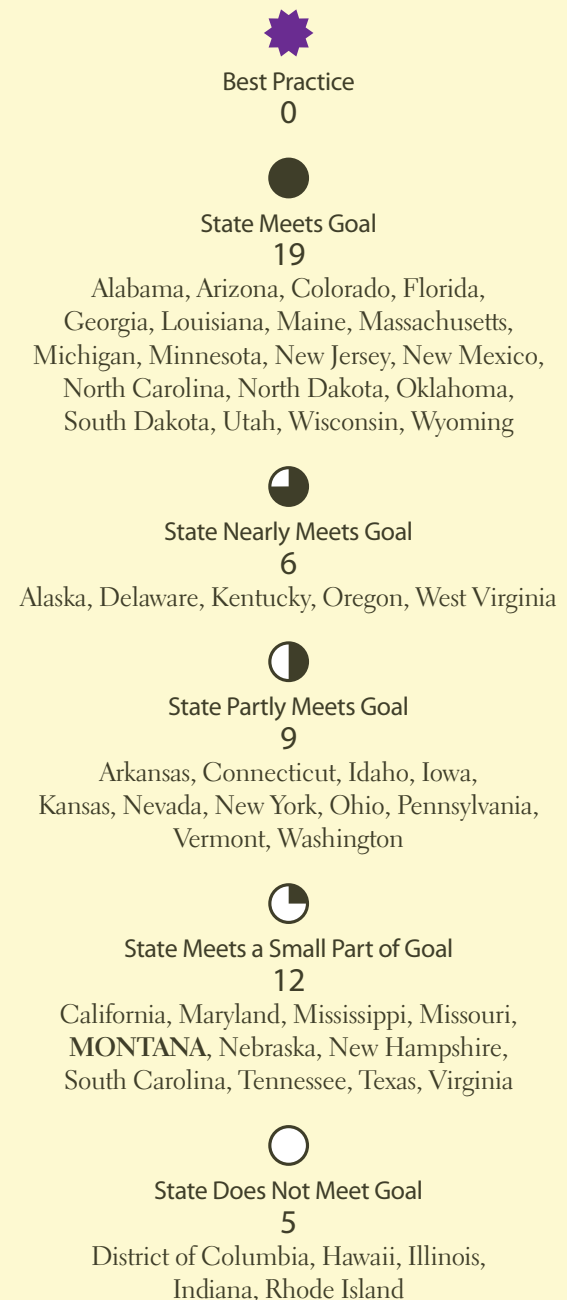 Best Practice
0
State Meets Goal
19
Alabama, Arizona, Colorado, Florida,
Georgia, Louisiana, Maine, Massachusetts,
Michigan, Minnesota, New Jersey, New Mexico,
North Carolina, North Dakota, Oklahoma,
South Dakota, Utah, Wisconsin, Wyoming
State Nearly Meets Goal
6
Alaska, Delaware, Kentucky, Oregon, West Virginia
State Partly Meets Goal
9
Arkansas, Connecticut, Idaho, Iowa,
Kansas, Nevada, New York, Ohio, Pennsylvania,
Vermont, Washington
State Meets a Small Part of Goal
12
California, Maryland, Mississippi, Missouri,
MONTANA, Nebraska, New Hampshire,
South Carolina, Tennessee, Texas, Virginia
State Does Not Meet Goal
5
District of Columbia, Hawaii, Illinois,
Indiana, Rhode Island